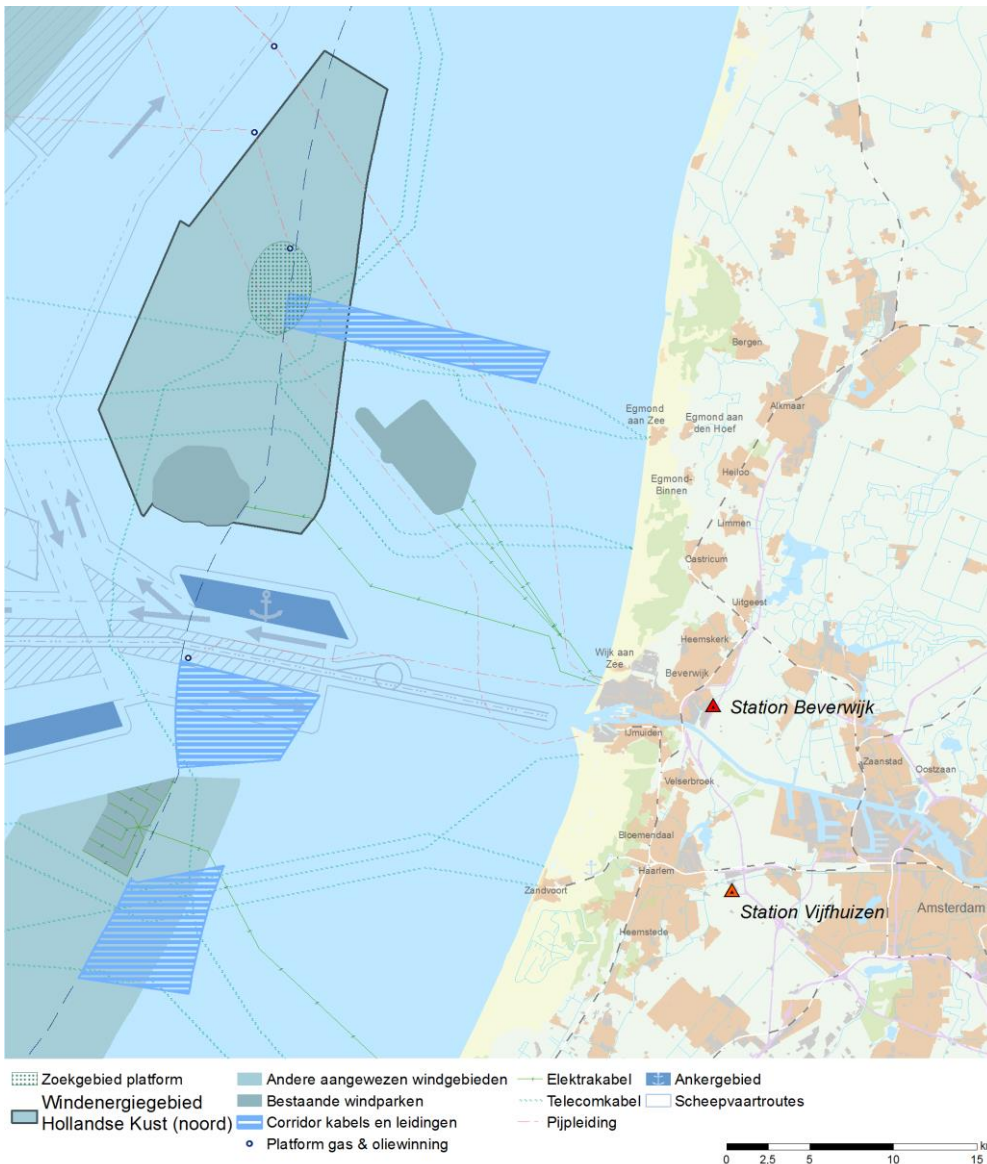 Bergen
Egmond
aan Zee
Egmond aan
den Hoef
Alkmaar
Egmond-
Binnen
Heiloo
Limmen
Castricum
Uitgeest
Heemskerk
Wijk aan
Zee
Beverwijk
Station Beverwijk
IJmuiden
Zaanstad
Oostzaan
Velserbroek
Bloemendaal
Haarlem
Zandvoort
Station Vijfhuizen
Amsterdam
Heemstede
Zoekgebied platform
Windenergiegebied
Hollandse Kust (noord)
Andere aangewezen windgebieden
Bestaande windparken
Corridor kabels en leidingen
Platform gas & oliewinning
Elektrakabel
Telecomkabel
Pijpleiding
Ankergebied
Scheepvaartroutes
km
0 2,5 5 10 15